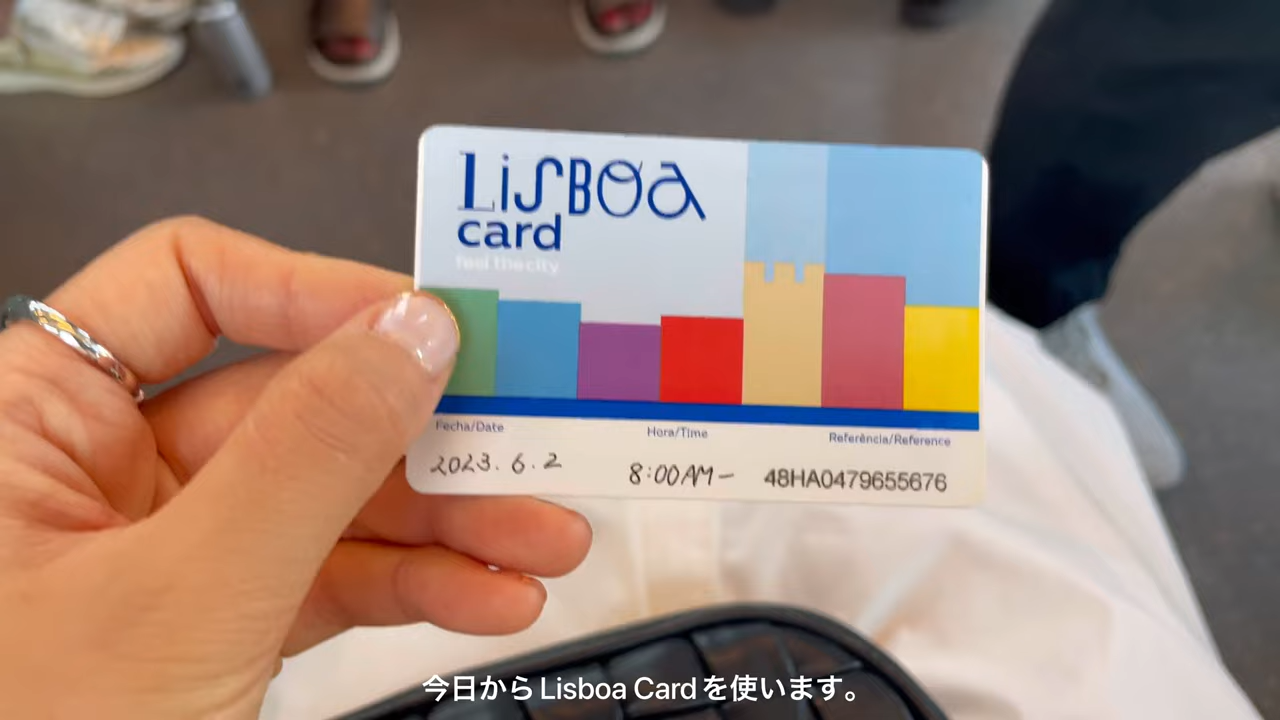 LiSBOa
card
feel the city
Fecha/Date Hora/Time Referência/Reference
2023. 6. 2 8:00AM- 48HA0479655676
今日から Lisboa Card を使います。